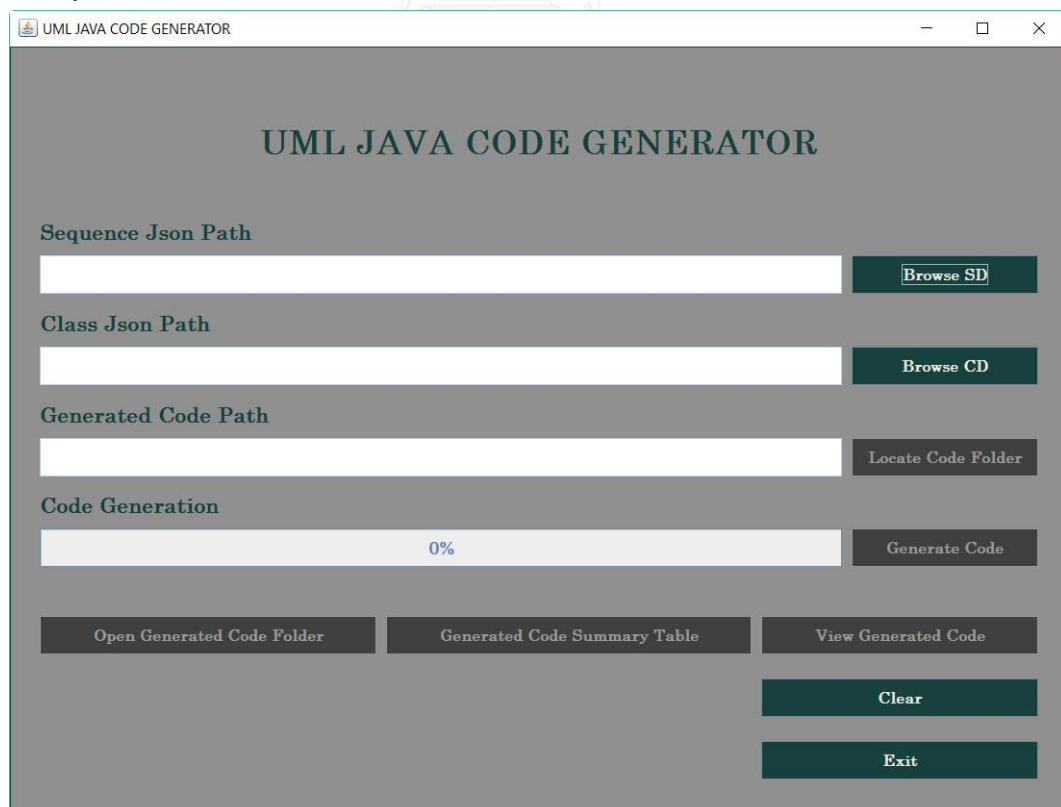 UML JAVA CODE GENERATOR
UML JAVA CODE GENERATOR
Sequence Json Path
Browse SD
Class Json Path
Browse CD
Generated Code Path
Locate Code Folder
Code Generation
0%
Generate Code
Open Generated Code Folder
Generated Code Summary Table
View Generated Code
Clear
Exit